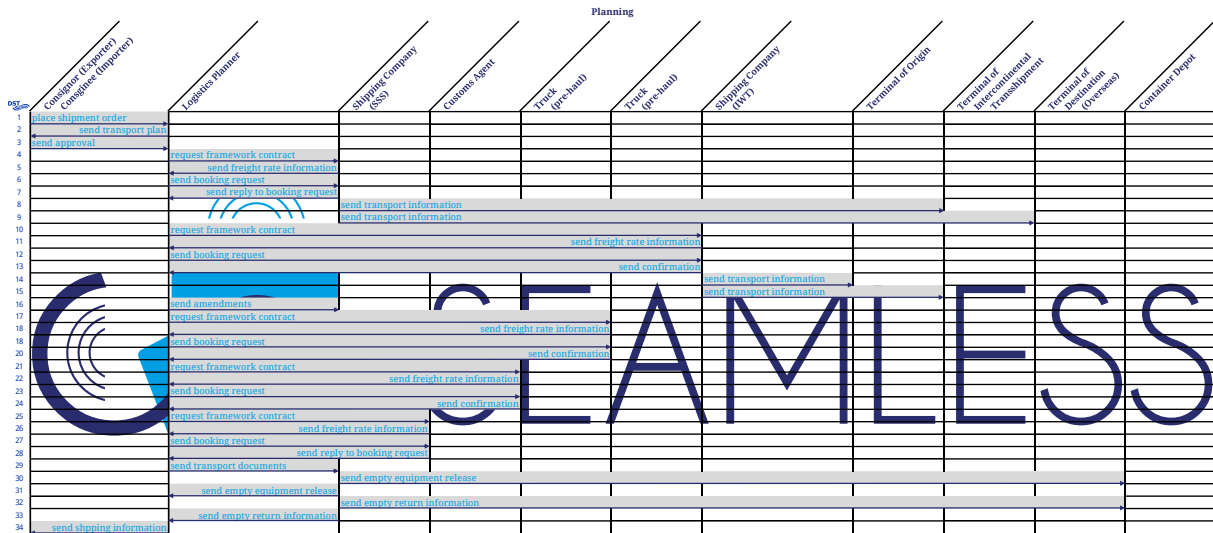 Planning
Consignor (Exporter)
Consginee (Importer)
Logistics Planner
Shipping Company
(SSS)
Customs Agent
Truck
(pre-haul)
Truck
(pre-haul)
Shipping Company
(IWT)
Terminal of Origin
Terminal of
Intercontinental
Transshipment
Terminal of
Destination
(Overseas)
Container Depot
DST
1 place shipment order
2 send transport plan
3 send approval
4 request framework contract
5 send freight rate information
6 send booking request
7 send reply to booking request
8 send transport information
9 send transport information
10 request framework contract
11 send freight rate information
12 send booking request
13 send confirmation
14 send transport information
15 send transport information
16 send amendments
17 request framework contract
18 send freight rate information
18 send booking request
20 send confirmation
21 request framework contract
22 send freight rate information
23 send booking request
24 send confirmation
25 request framework contract
26 send freight rate information
27 send booking request
28 send reply to booking request
29 send transport documents
30 send empty equipment release
31 send empty equipment release
32 send empty return information
33 send empty return information
34 send shpping information
SEAMLESS